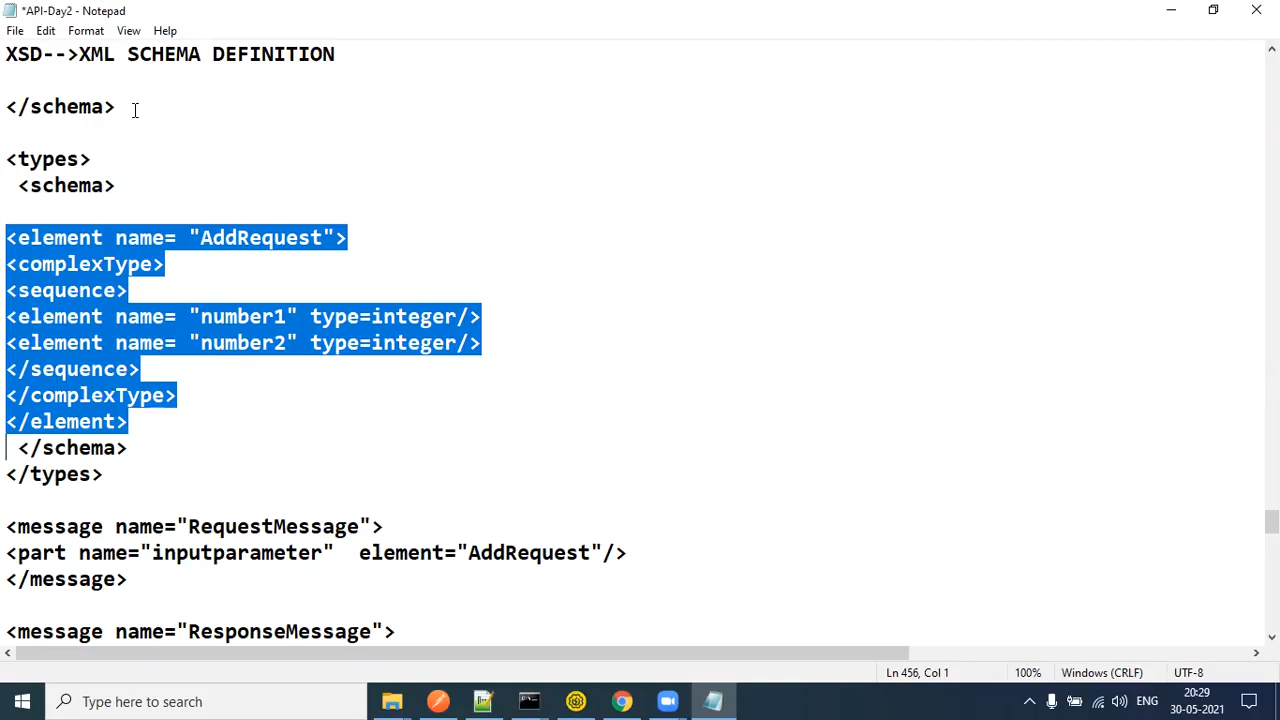 *API-Day2 - Notepad
File Edit Format View Help
XSD-->XML SCHEMA DEFINITION
</schema>
<types>
<schema>
<element name= "AddRequest">
<complexType>
<sequence>
<element name= "number1" type=integer/>
<element name= "number2" type=integer/>
</sequence>
</complexType>
</element>
</schema>
</types>
<message name="RequestMessage">
<part name="inputparameter"  element="AddRequest"/>
</message>
<message name="ResponseMessage">
Ln 456, Col 1 100% Windows (CRLF) UTF-8
Type here to search
ENG
20:29
30-05-2021